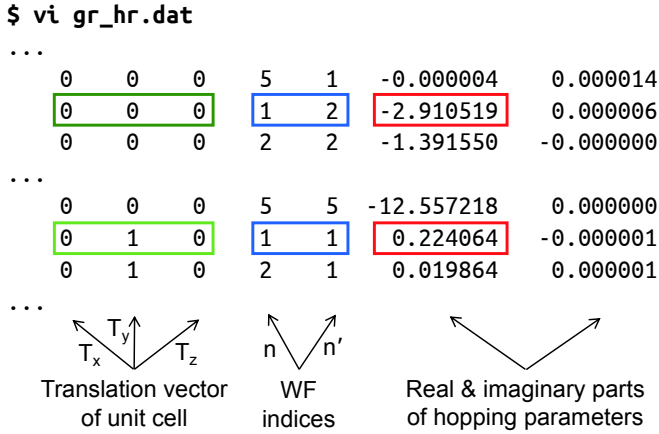 $ vi gr_hr.dat
...
0 0 0 5 1 -0.000004 0.000014
0 0 0 1 2 -2.910519 0.000006
0 0 0 2 2 -1.391550 -0.000000
...
0 0 0 5 5 -12.557218 0.000000
0 1 0 1 1 0.224064 -0.000001
0 1 0 2 1 0.019864 0.000001
...
Tx Ty Tz n n′
Translation vector WF Real & imaginary parts
of unit cell indices of hopping parameters